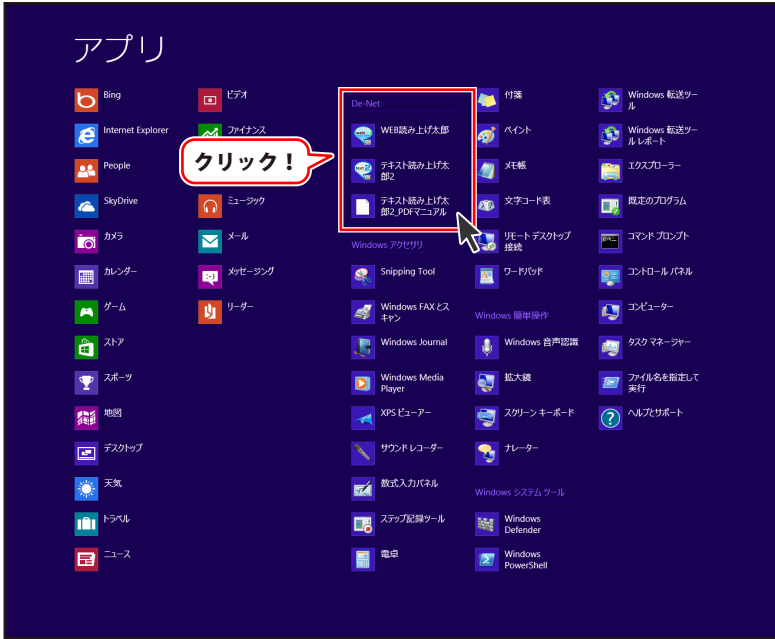 アプリ
Bing
Internet Explorer
People
SkyDrive
カメラ
カレンダー
ゲーム
ストア
スポーツ
地図
デスクトップ
天気
トラベル
ニュース
ビデオ
ファイナンス
クリック！
ミュージック
メール
メッセージング
リーダー
De-Net
WEB読み上げ太郎
テキスト読み上げ太
郎2
テキスト読み上げ太
郎2_PDFマニュアル
Windows アクセサリ
Snipping Tool
Windows FAX とス
キャン
Windows Journal
Windows Media
Player
XPS ビューアー
サウンド レコーダー
数式入力パネル
ステップ記録ツール
電卓
付箋
ペイント
メモ帳
文字コード表
リモート デスクトップ
接続
ワードパッド
Windows 簡単操作
Windows 音声認識
拡大鏡
スクリーン キーボード
ナレーター
Windows システム ツール
Windows
Defender
Windows
PowerShell
Windows 転送ツー
ル
Windows 転送ツー
ル レポート
エクスプローラー
既定のプログラム
コマンド プロンプト
コントロール パネル
コンピューター
タスク マネージャー
ファイル名を指定して
実行
ヘルプとサポート